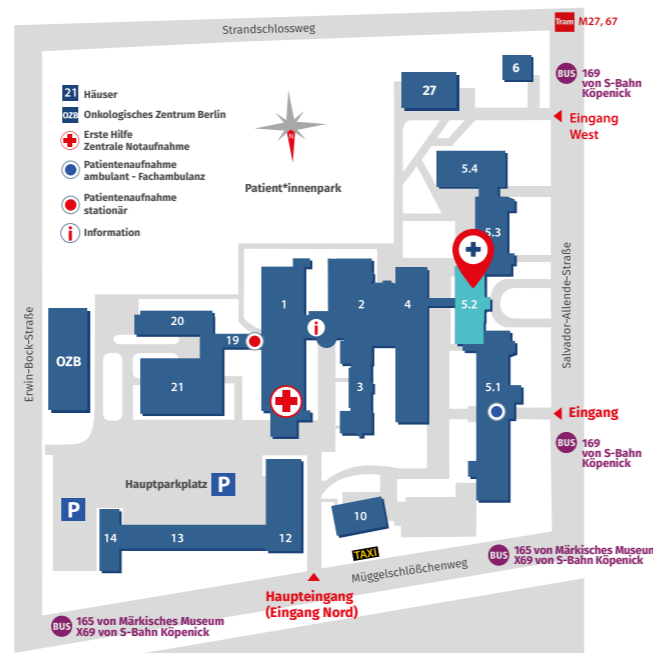 Strandschlossweg
Tram M27, 67
BUS 169
von S-Bahn
Köpenick
Eingang
West
21 Häuser
OZB Onkologisches Zentrum Berlin
Erste Hilfe
Zentrale Notaufnahme
Patientenaufnahme
ambulant - Fachambulanz
Patientenaufnahme
stationär
i Information
N
Patient*innenpark
6
27
5.4
5.3
5.2
5.1
1
2
4
3
i
20
19
21
OZB
Erwin-Bock-Straße
Salvador-Allende-Straße
Eingang
BUS 169
von S-Bahn
Köpenick
Hauptparkplatz P
P
14
13
12
10
TAXI
Müggelschlößchenweg
BUS 165 von Märkisches Museum
X69 von S-Bahn Köpenick
Haupteingang
(Eingang Nord)
BUS 165 von Märkisches Museum
X69 von S-Bahn Köpenick